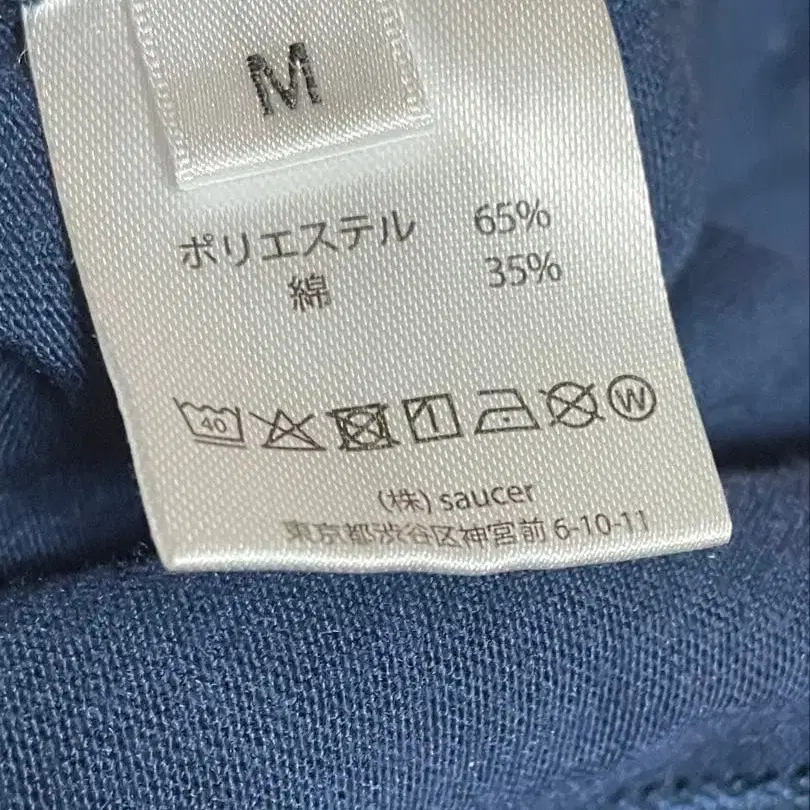 M
ポリエステル 65%
綿 35%
40
W
(株) saucer
東京都渋谷区神宮前 6-10-11